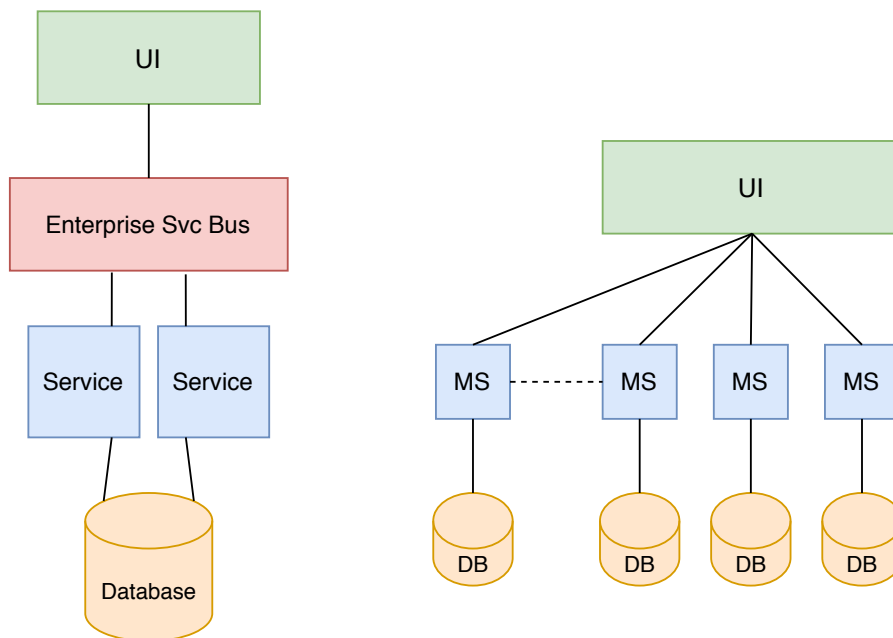 UI
Enterprise Svc Bus
Service
Service
Database
UI
MS
MS
MS
MS
DB
DB
DB
DB